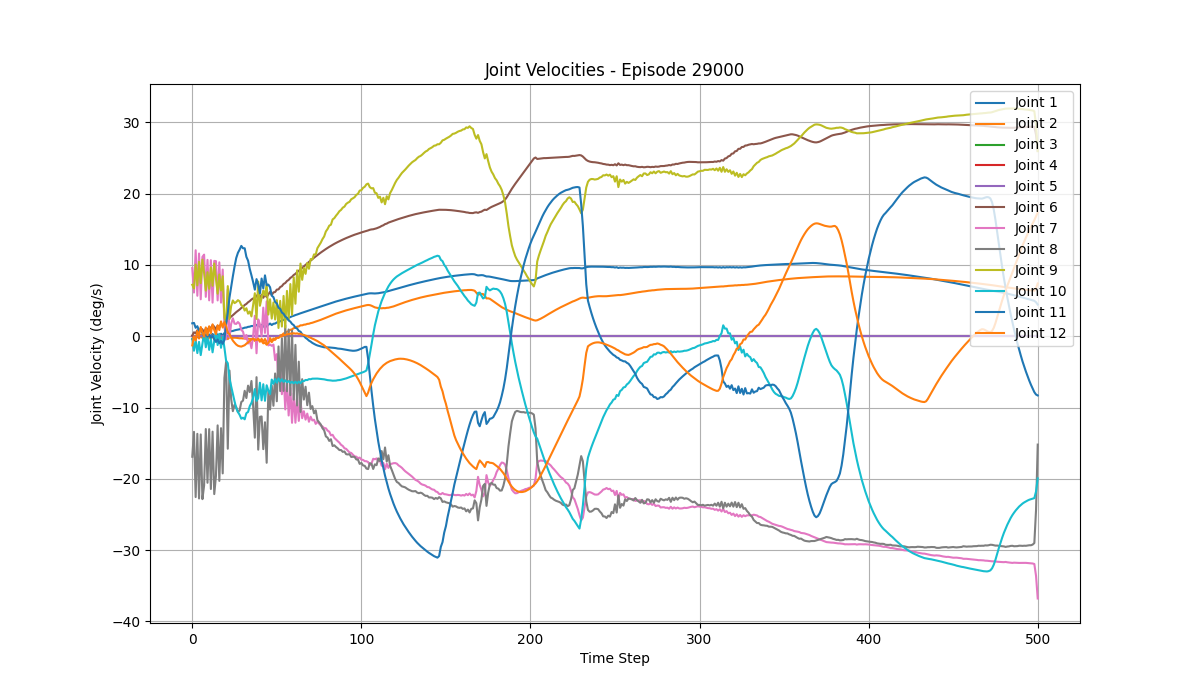 Joint Velocities - Episode 29000
Joint Velocity (deg/s)
30
20
10
0
−10
−20
−30
−40
0 100 200 300 400 500
Time Step
Joint 1
Joint 2
Joint 3
Joint 4
Joint 5
Joint 6
Joint 7
Joint 8
Joint 9
Joint 10
Joint 11
Joint 12